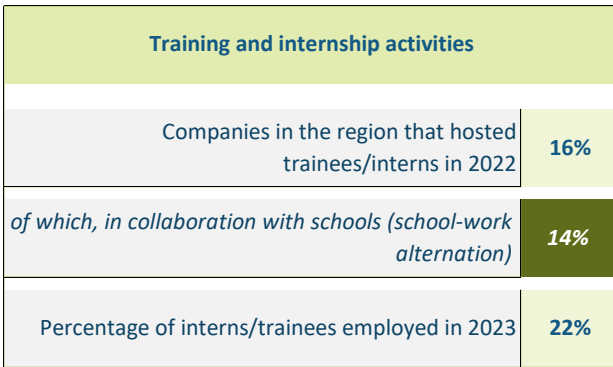 Training and internship activities
Companies in the region that hosted
trainees/interns in 2022
16%
of which, in collaboration with schools (school-work
alternation)
14%
Percentage of interns/trainees employed in 2023
22%